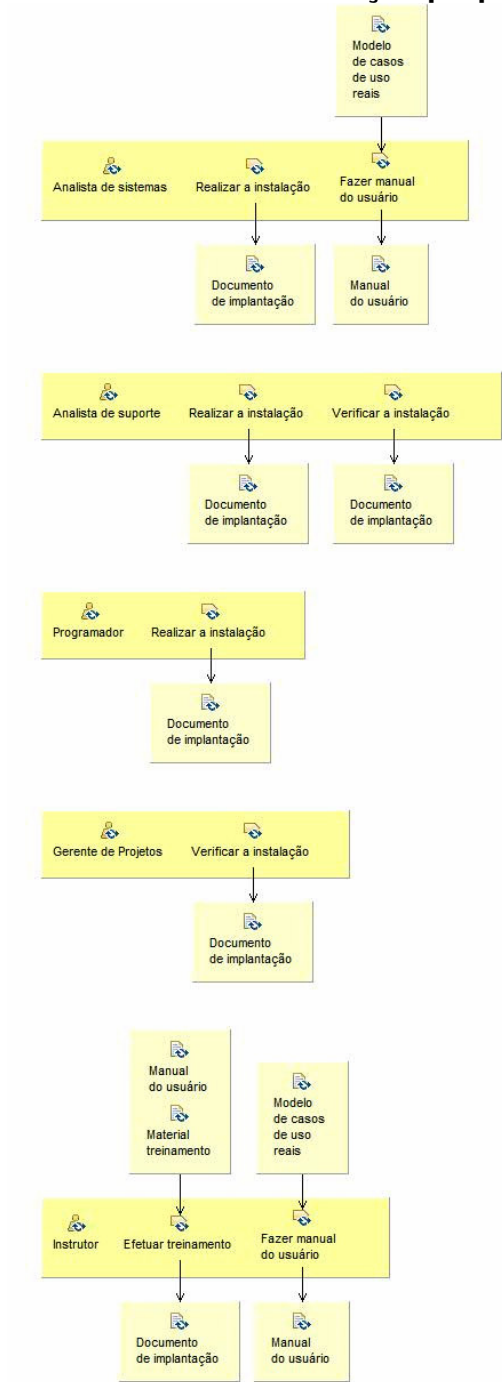 Modelo
de casos
de uso
reais
Analista de sistemas
Realizar a instalação
Fazer manual
do usuário
Documento
de implantação
Manual
do usuário
Analista de suporte
Realizar a instalação
Verificar a instalação
Documento
de implantação
Documento
de implantação
Programador
Realizar a instalação
Documento
de implantação
Gerente de Projetos
Verificar a instalação
Documento
de implantação
Manual
do usuário
Material
treinamento
Modelo
de casos
de uso
reais
Instrutor
Efetuar treinamento
Fazer manual
do usuário
Documento
de implantação
Manual
do usuário